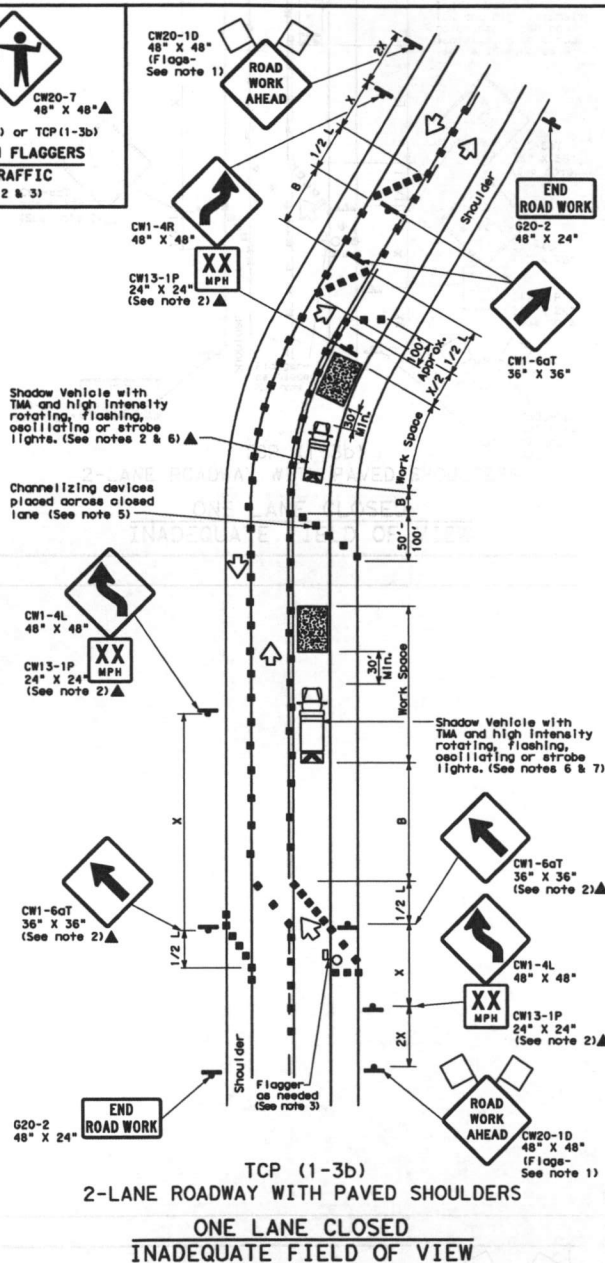 CW20-7
48" X 48"▲
) or TCP(1-3b)
FLAGGERS
RAFFIC
2 & 3)
CW20-1D
48" X 48"
(Flags-
See note 1)
ROAD
WORK
AHEAD
2X
X
1/2 L
B
CW1-4R
48" X 48"
XX
MPH
CW13-1P
24" X 24"
(See note 2)▲
Shoulder
END
ROAD WORK
G20-2
48" X 24"
CW1-6aT
36" X 36"
100'
Approx.
1/2 L
X/2
30'
Min.
Work Space
B
50'-
100'
Shadow Vehicle with
TMA and high intensity
rotating, flashing,
oscillating or strobe
lights. (See notes 2 & 6)▲
Channelizing devices
placed across closed
lane (See note 5)
CW1-4L
48" X 48"
XX
MPH
CW13-1P
24" X 24"
(See note 2)▲
30'
Min.
Work Space
Shadow Vehicle with
TMA and high intensity
rotating, flashing,
oscillating or strobe
lights. (See notes 6 & 7)
X
B
CW1-6aT
36" X 36"
(See note 2)▲
1/2 L
1/2 L
CW1-6aT
36" X 36"
(See note 2)▲
X
CW1-4L
48" X 48"
XX
MPH
CW13-1P
24" X 24"
(See note 2)▲
2X
Shoulder
Flagger
as needed
(See note 3)
G20-2
48" X 24"
END
ROAD WORK
ROAD
WORK
AHEAD
CW20-1D
48" X 48"
(Flags-
See note 1)
TCP (1-3b)
2-LANE ROADWAY WITH PAVED SHOULDERS
ONE LANE CLOSED
INADEQUATE FIELD OF VIEW